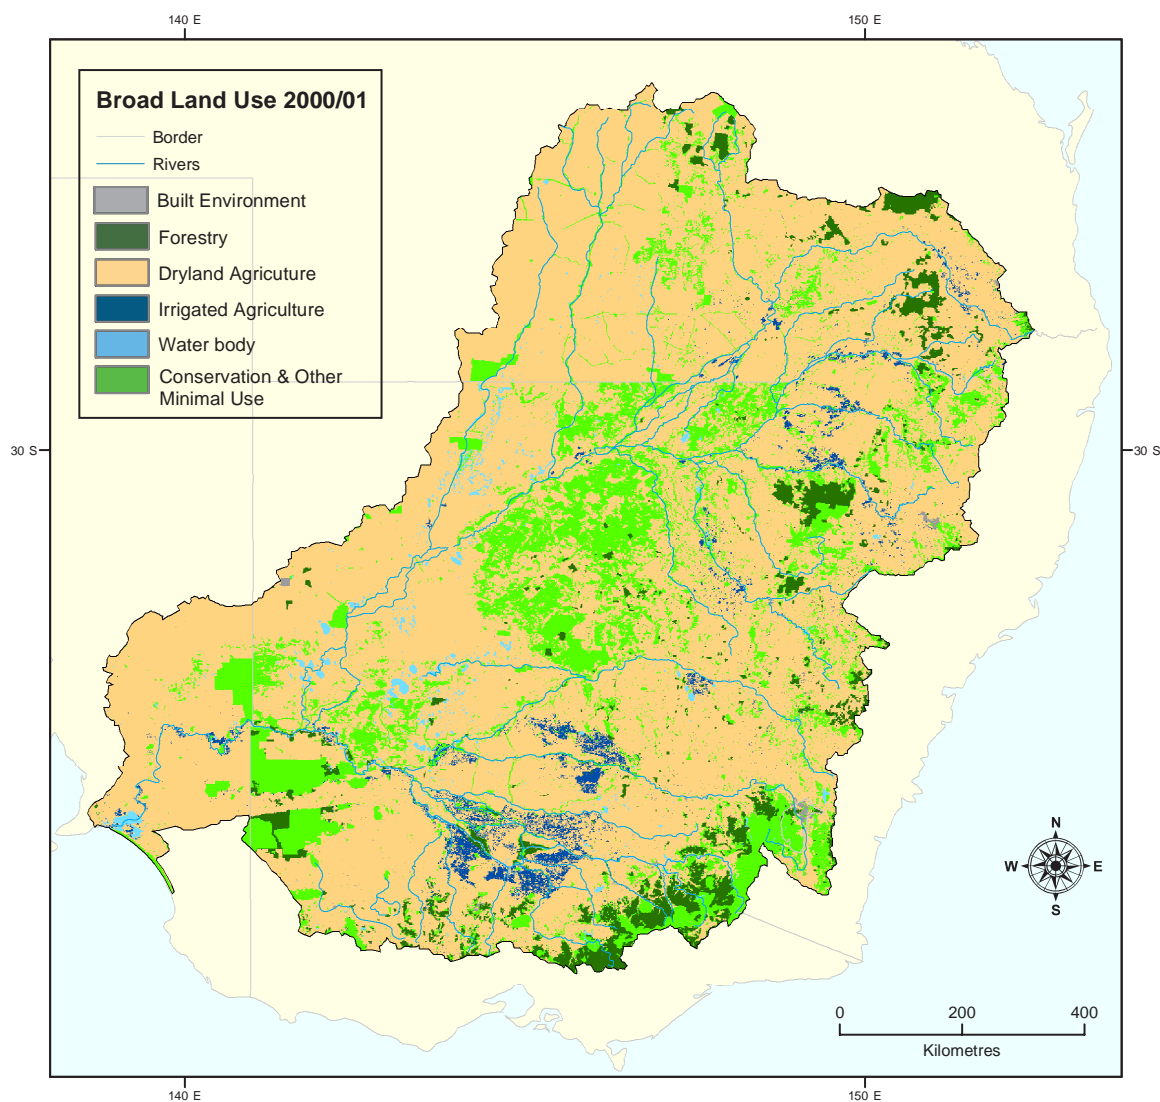 140 E
150 E
Broad Land Use 2000/01
Border
Rivers
Built Environment
Forestry
Dryland Agricuture
Irrigated Agriculture
Water body
Conservation & Other
Minimal Use
30 S
30 S
N
W
E
S
0
200
400
Kilometres
140 E
150 E